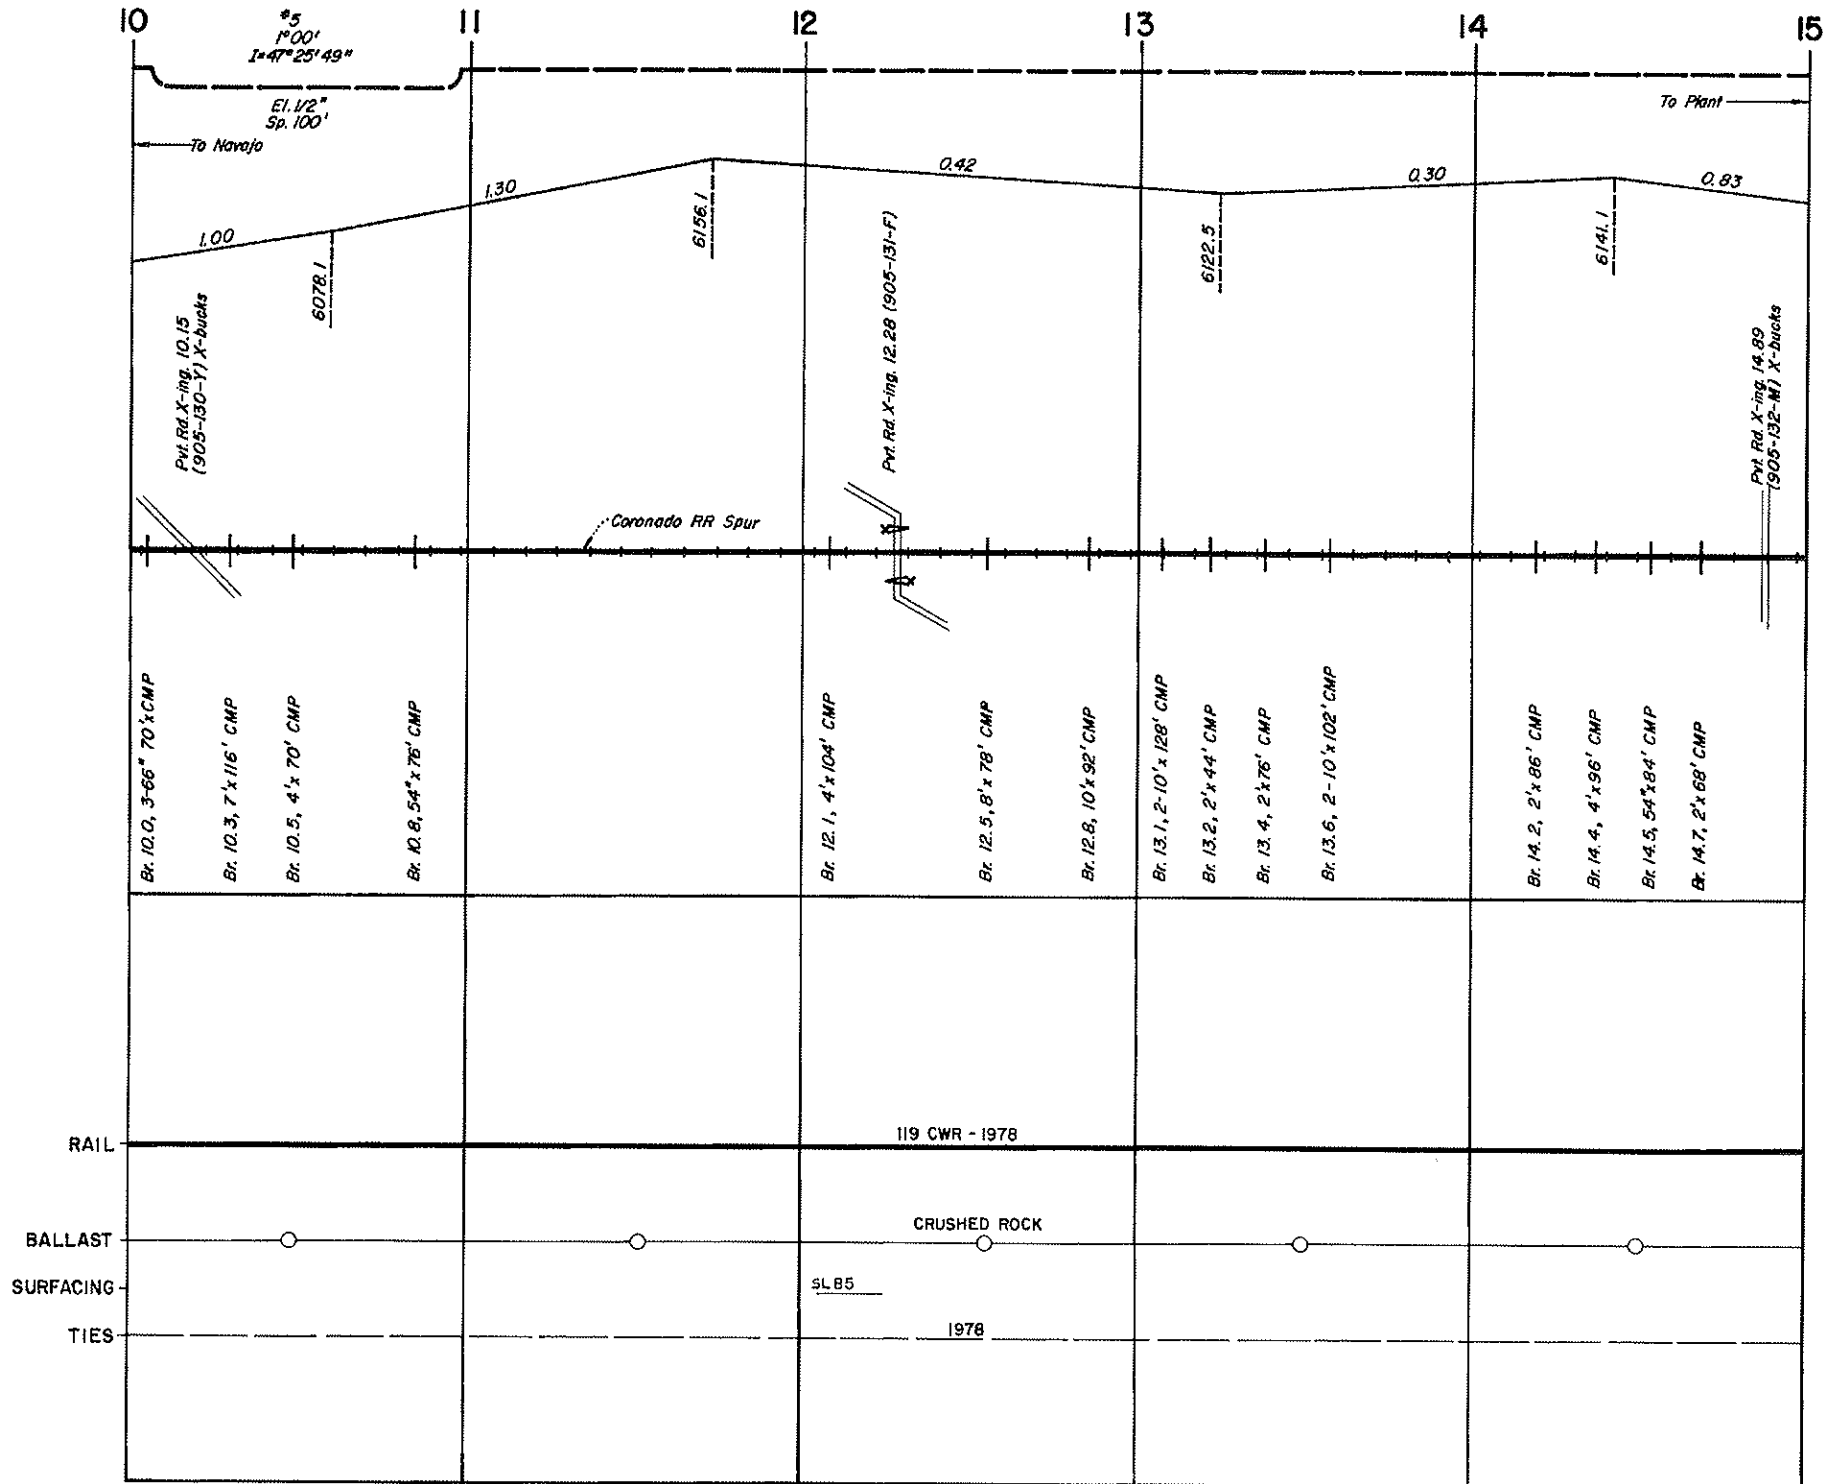 10
11
12
13
14
15
#5
1°00'
I=47°25'49"
El. 1/2"
Sp. 100'
To Navajo
To Plant
1.00
1.30
0.42
0.30
0.83
6078.1
6156.1
6122.5
6141.1
Pvt. Rd. X-ing. 10.15
(905-130-Y) X-bucks
Pvt. Rd. X-ing. 12.28 (905-131-F)
Pvt. Rd. X-ing. 14.89
(905-132-M) X-bucks
Coronado RR Spur
Br. 10.0, 3-66" 70'x CMP
Br. 10.3, 7'x 116' CMP
Br. 10.5, 4'x 70' CMP
Br. 10.8, 54"x 76' CMP
Br. 12.1, 4'x 104' CMP
Br. 12.5, 8'x 78' CMP
Br. 12.8, 10'x 92' CMP
Br. 13.1, 2-10'x 128' CMP
Br. 13.2, 2'x 44' CMP
Br. 13.4, 2'x 76' CMP
Br. 13.6, 2-10'x 102' CMP
Br. 14.2, 2'x 86' CMP
Br. 14.4, 4'x 96' CMP
Br. 14.5, 54"x 84' CMP
Br. 14.7, 2'x 68' CMP
RAIL
119 CWR - 1978
BALLAST
CRUSHED ROCK
SURFACING
SL 85
TIES
1978